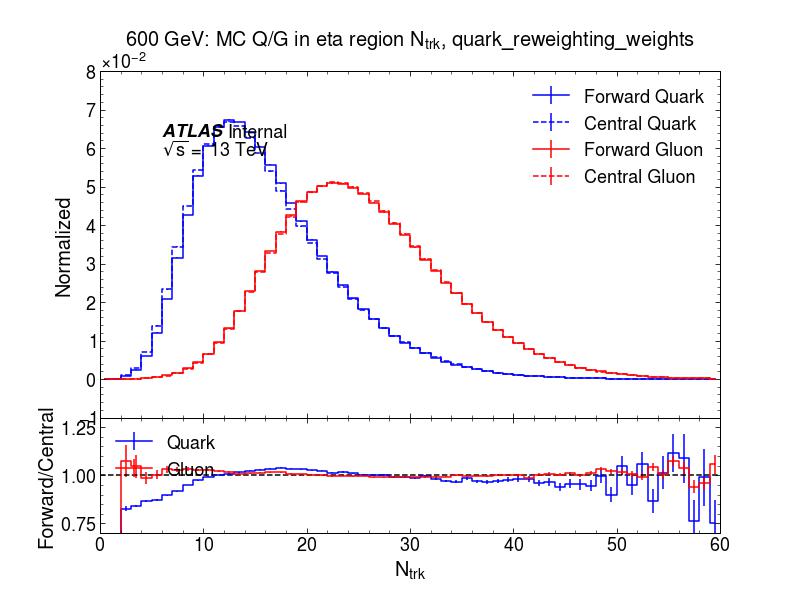 600 GeV: MC Q/G in eta region N_trk, quark_reweighting_weights
×10⁻²
8
7
6
5
4
3
2
1
0
−1
Normalized
ATLAS Internal
√s = 13 TeV
Forward Quark
Central Quark
Forward Gluon
Central Gluon
Forward/Central
1.25
1.00
0.75
Quark
Gluon
0 10 20 30 40 50 60
N_trk